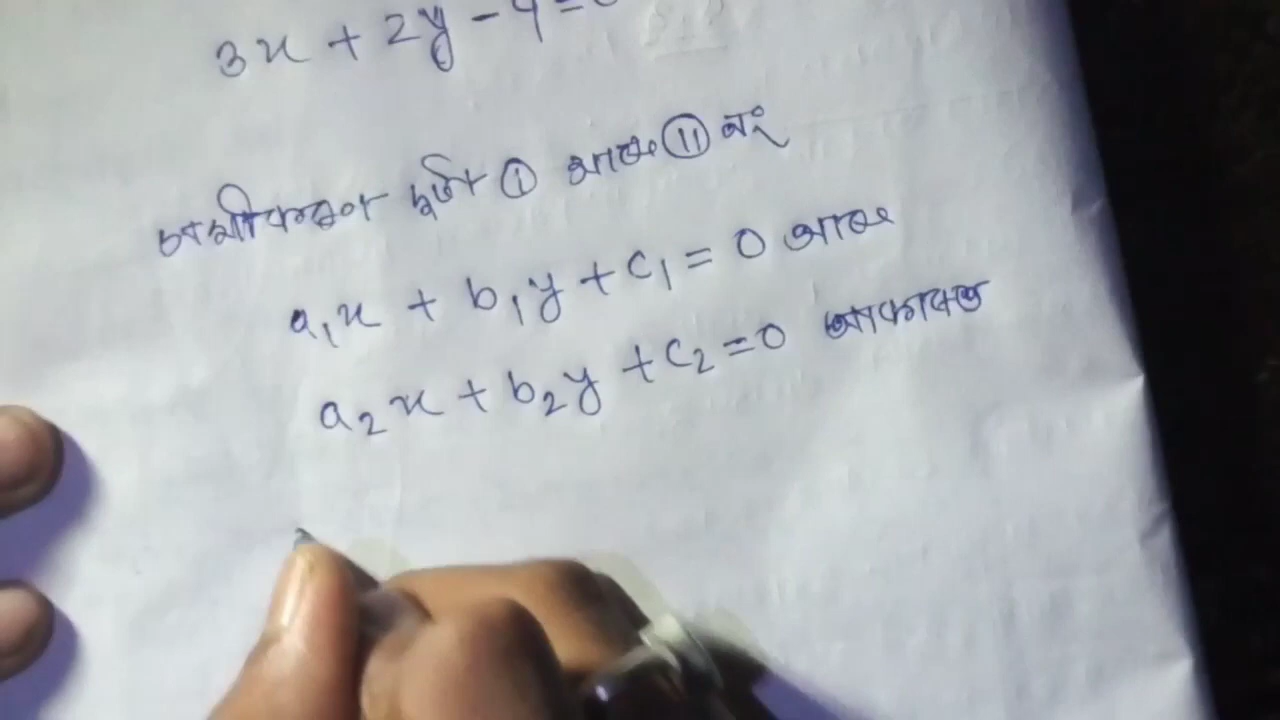 3x + 2y - 4 =
সমীকৰণ দুটাৰ ① আৰু ⑪ নং
a₁x + b₁y + c₁ = 0 আৰু
a₂x + b₂y + c₂ = 0 আকাৰত